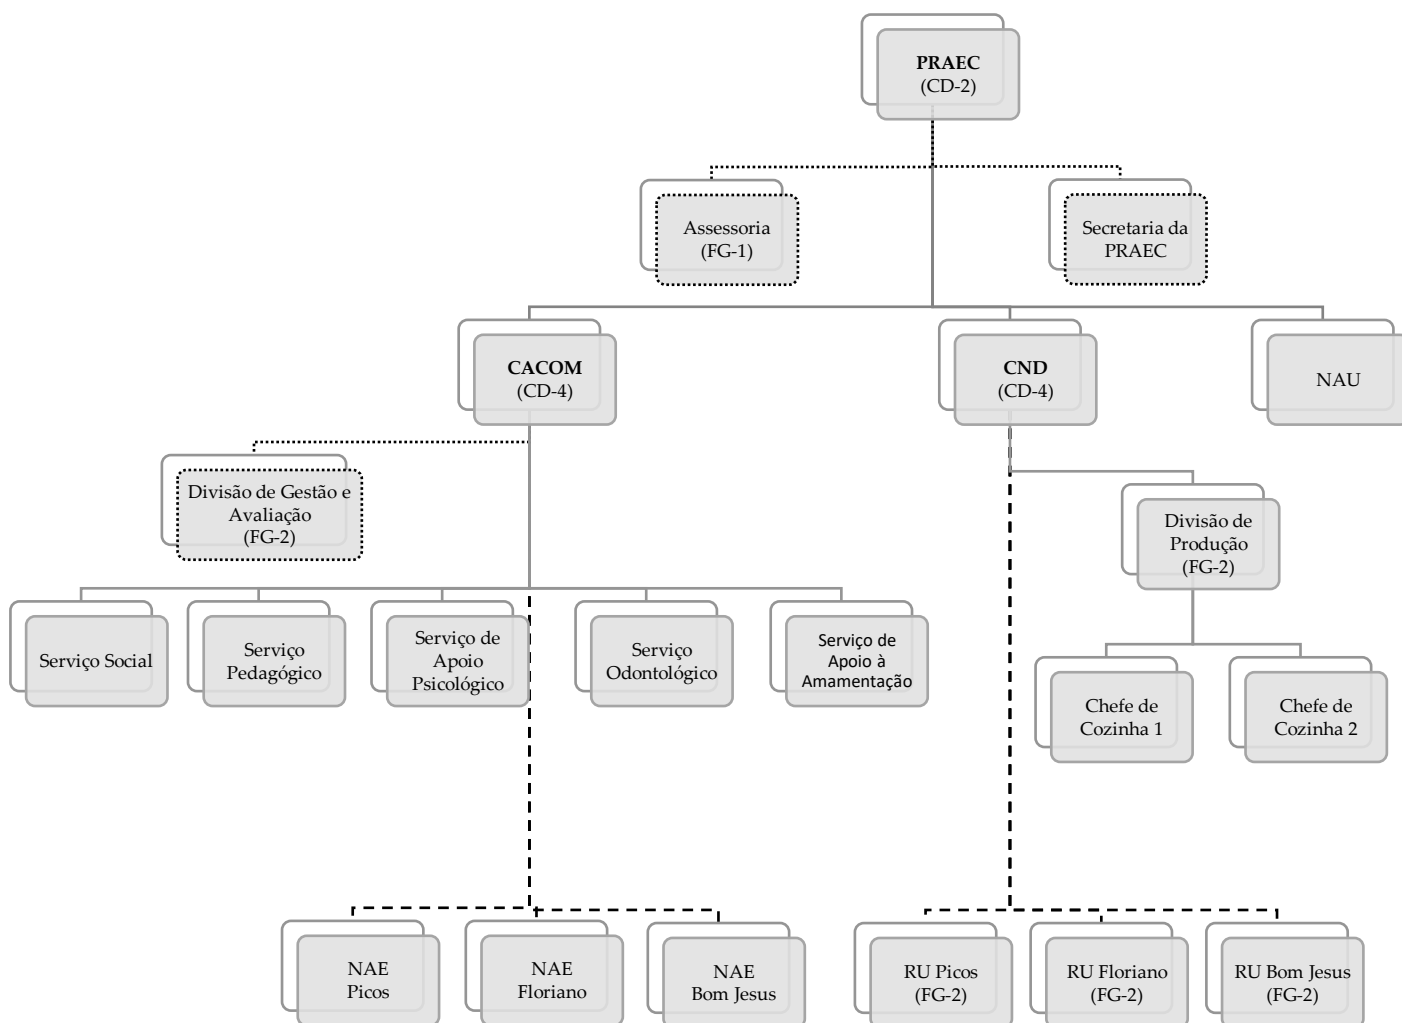 PRAEC
(CD-2)
Assessoria
(FG-1)
Secretaria da
PRAEC
CACOM
(CD-4)
CND
(CD-4)
NAU
Divisão de Gestão e
Avaliação
(FG-2)
Divisão de
Produção
(FG-2)
Serviço Social
Serviço
Pedagógico
Serviço de
Apoio
Psicológico
Serviço
Odontológico
Serviço de
Apoio à
Amamentação
Chefe de
Cozinha 1
Chefe de
Cozinha 2
NAE
Picos
NAE
Floriano
NAE
Bom Jesus
RU Picos
(FG-2)
RU Floriano
(FG-2)
RU Bom Jesus
(FG-2)